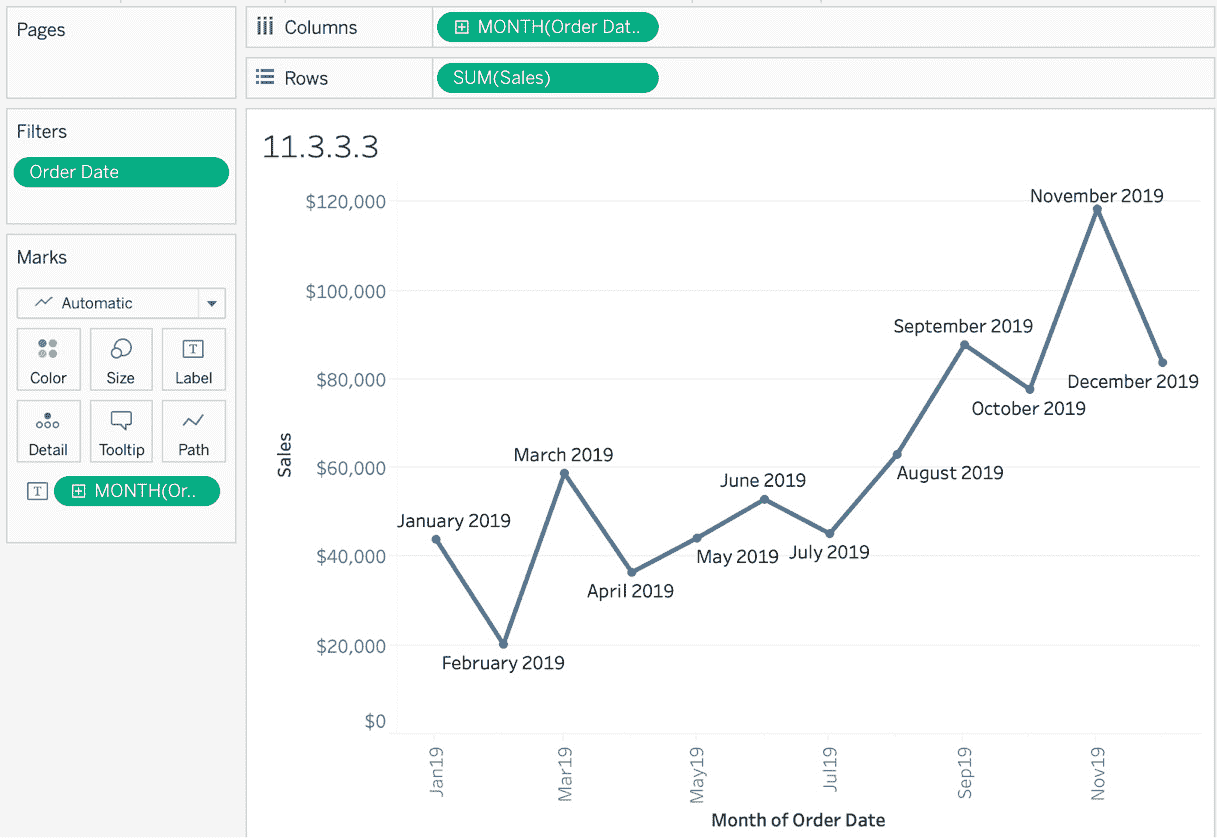 Pages
Columns
MONTH(Order Dat..
Rows
SUM(Sales)
Filters
Order Date
Marks
Automatic
Color
Size
T
Label
Detail
Tooltip
Path
T
MONTH(Or..
11.3.3.3
$120,000
$100,000
$80,000
$60,000
$40,000
$20,000
$0
Sales
January 2019
February 2019
March 2019
April 2019
May 2019
June 2019
July 2019
August 2019
September 2019
October 2019
November 2019
December 2019
Jan19
Mar19
May19
Jul19
Sep19
Nov19
Month of Order Date